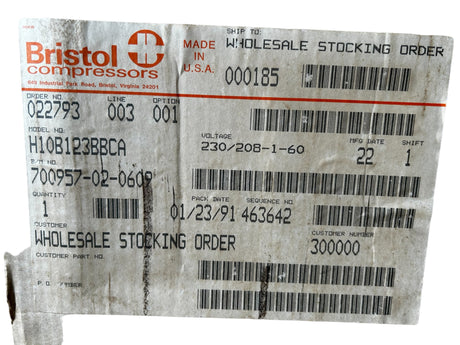 SHIP TO:
Bristol
compressors
MADE
IN
U.S.A.
WHOLESALE STOCKING ORDER
000185
649 Industrial Park Road, Bristol, Virginia 24201
ORDER NO LINE OPTION
022793 003 001
MODEL NO.
H10B123BBCA
VOLTAGE MFG DATE SHIFT
230/208-1-60 22 1
P/M NO.
700957-02-0609
QUANTITY PACK DATE SEQUENCE NO.
1 01/23/91 463642
CUSTOMER CUSTOMER NUMBER
WHOLESALE STOCKING ORDER 300000
CUSTOMER PART NO.
P.O.